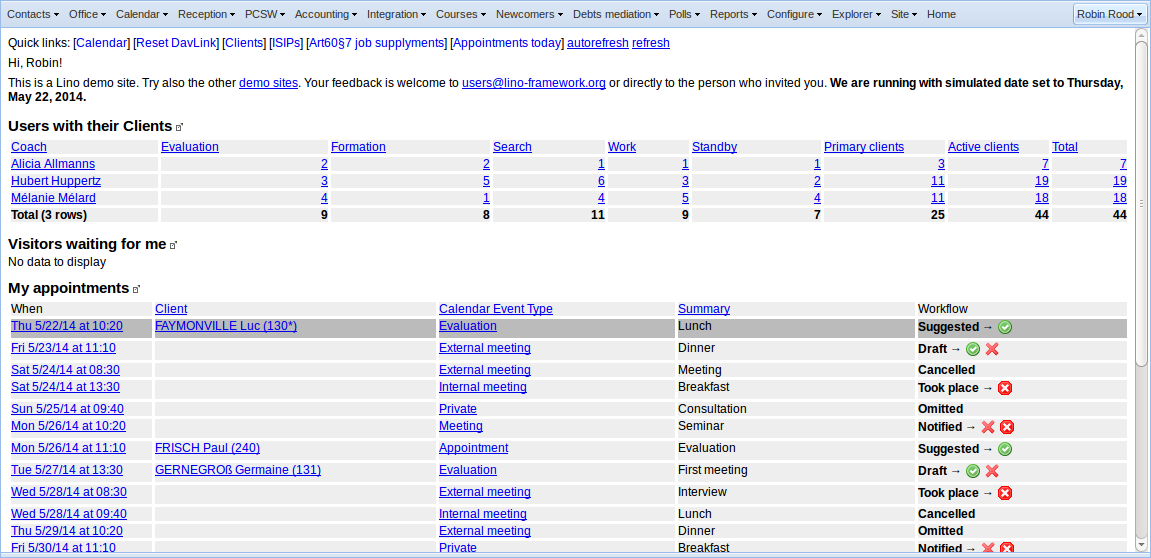 Contacts Office Calendar Reception PCSW Accounting Integration Courses Newcomers Debts mediation Polls Reports Configure Explorer Site Home Robin Rood
Quick links: [Calendar] [Reset DavLink] [Clients] [ISIPs] [Art60§7 job supplyments] [Appointments today] autorefresh refresh
Hi, Robin!
This is a Lino demo site. Try also the other demo sites. Your feedback is welcome to users@lino-framework.org or directly to the person who invited you. We are running with simulated date set to Thursday,
May 22, 2014.
Users with their Clients
Coach Evaluation Formation Search Work Standby Primary clients Active clients Total
Alicia Allmanns 2 2 1 1 1 3 7 7
Hubert Huppertz 3 5 6 3 2 11 19 19
Mélanie Mélard 4 1 4 5 4 11 18 18
Total (3 rows) 9 8 11 9 7 25 44 44
Visitors waiting for me
No data to display
My appointments
When Client Calendar Event Type Summary Workflow
Thu 5/22/14 at 10:20 FAYMONVILLE Luc (130*) Evaluation Lunch Suggested →
Fri 5/23/14 at 11:10 External meeting Dinner Draft →
Sat 5/24/14 at 08:30 External meeting Meeting Cancelled
Sat 5/24/14 at 13:30 Internal meeting Breakfast Took place →
Sun 5/25/14 at 09:40 Private Consultation Omitted
Mon 5/26/14 at 10:20 Meeting Seminar Notified →
Mon 5/26/14 at 11:10 FRISCH Paul (240) Appointment Evaluation Suggested →
Tue 5/27/14 at 13:30 GERNEGROß Germaine (131) Evaluation First meeting Draft →
Wed 5/28/14 at 08:30 External meeting Interview Took place →
Wed 5/28/14 at 09:40 Internal meeting Lunch Cancelled
Thu 5/29/14 at 10:20 External meeting Dinner Omitted
Fri 5/30/14 at 11:10 Private Breakfast Notified →